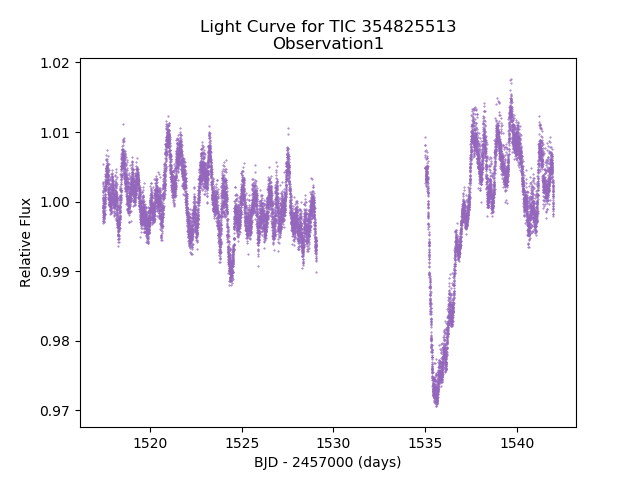 Light Curve for TIC 354825513
Observation1
1.02
1.01
1.00
0.99
0.98
0.97
Relative Flux
1520
1525
1530
1535
1540
BJD - 2457000 (days)